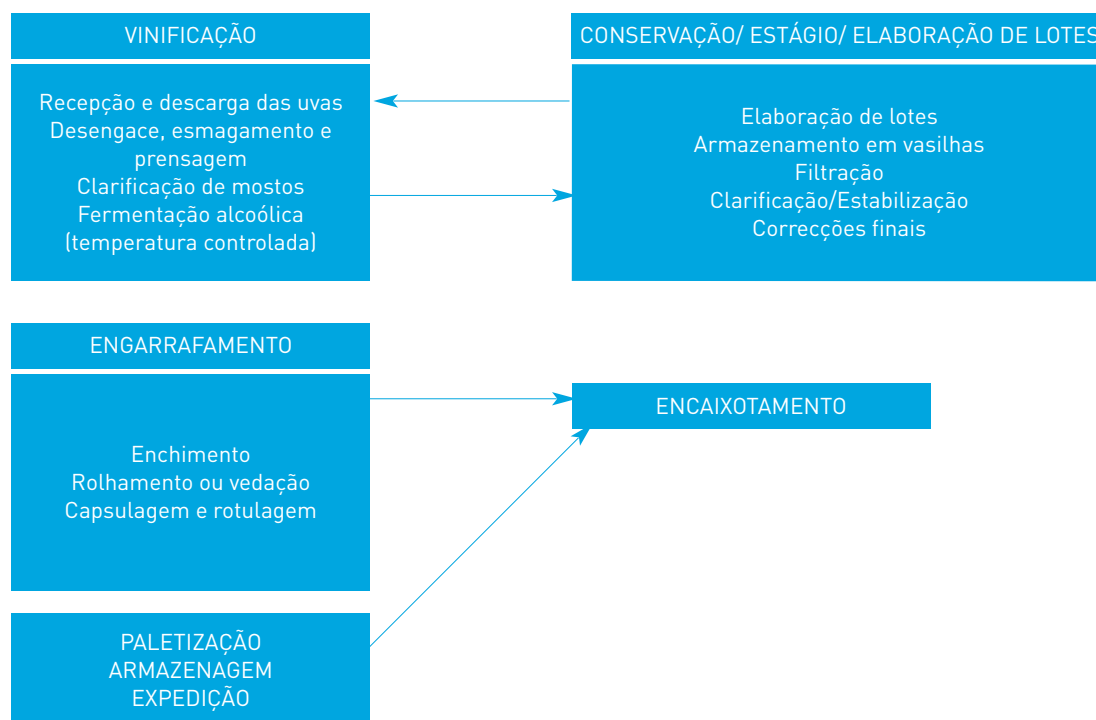 VINIFICAÇÃO
Recepção e descarga das uvas
Desengace, esmagamento e
prensagem
Clarificação de mostos
Fermentação alcoólica
(temperatura controlada)
CONSERVAÇÃO/ ESTÁGIO/ ELABORAÇÃO DE LOTES
Elaboração de lotes
Armazenamento em vasilhas
Filtração
Clarificação/Estabilização
Correcções finais
ENGARRAFAMENTO
Enchimento
Rolhamento ou vedação
Capsulagem e rotulagem
ENCAIXOTAMENTO
PALETIZAÇÃO
ARMAZENAGEM
EXPEDIÇÃO